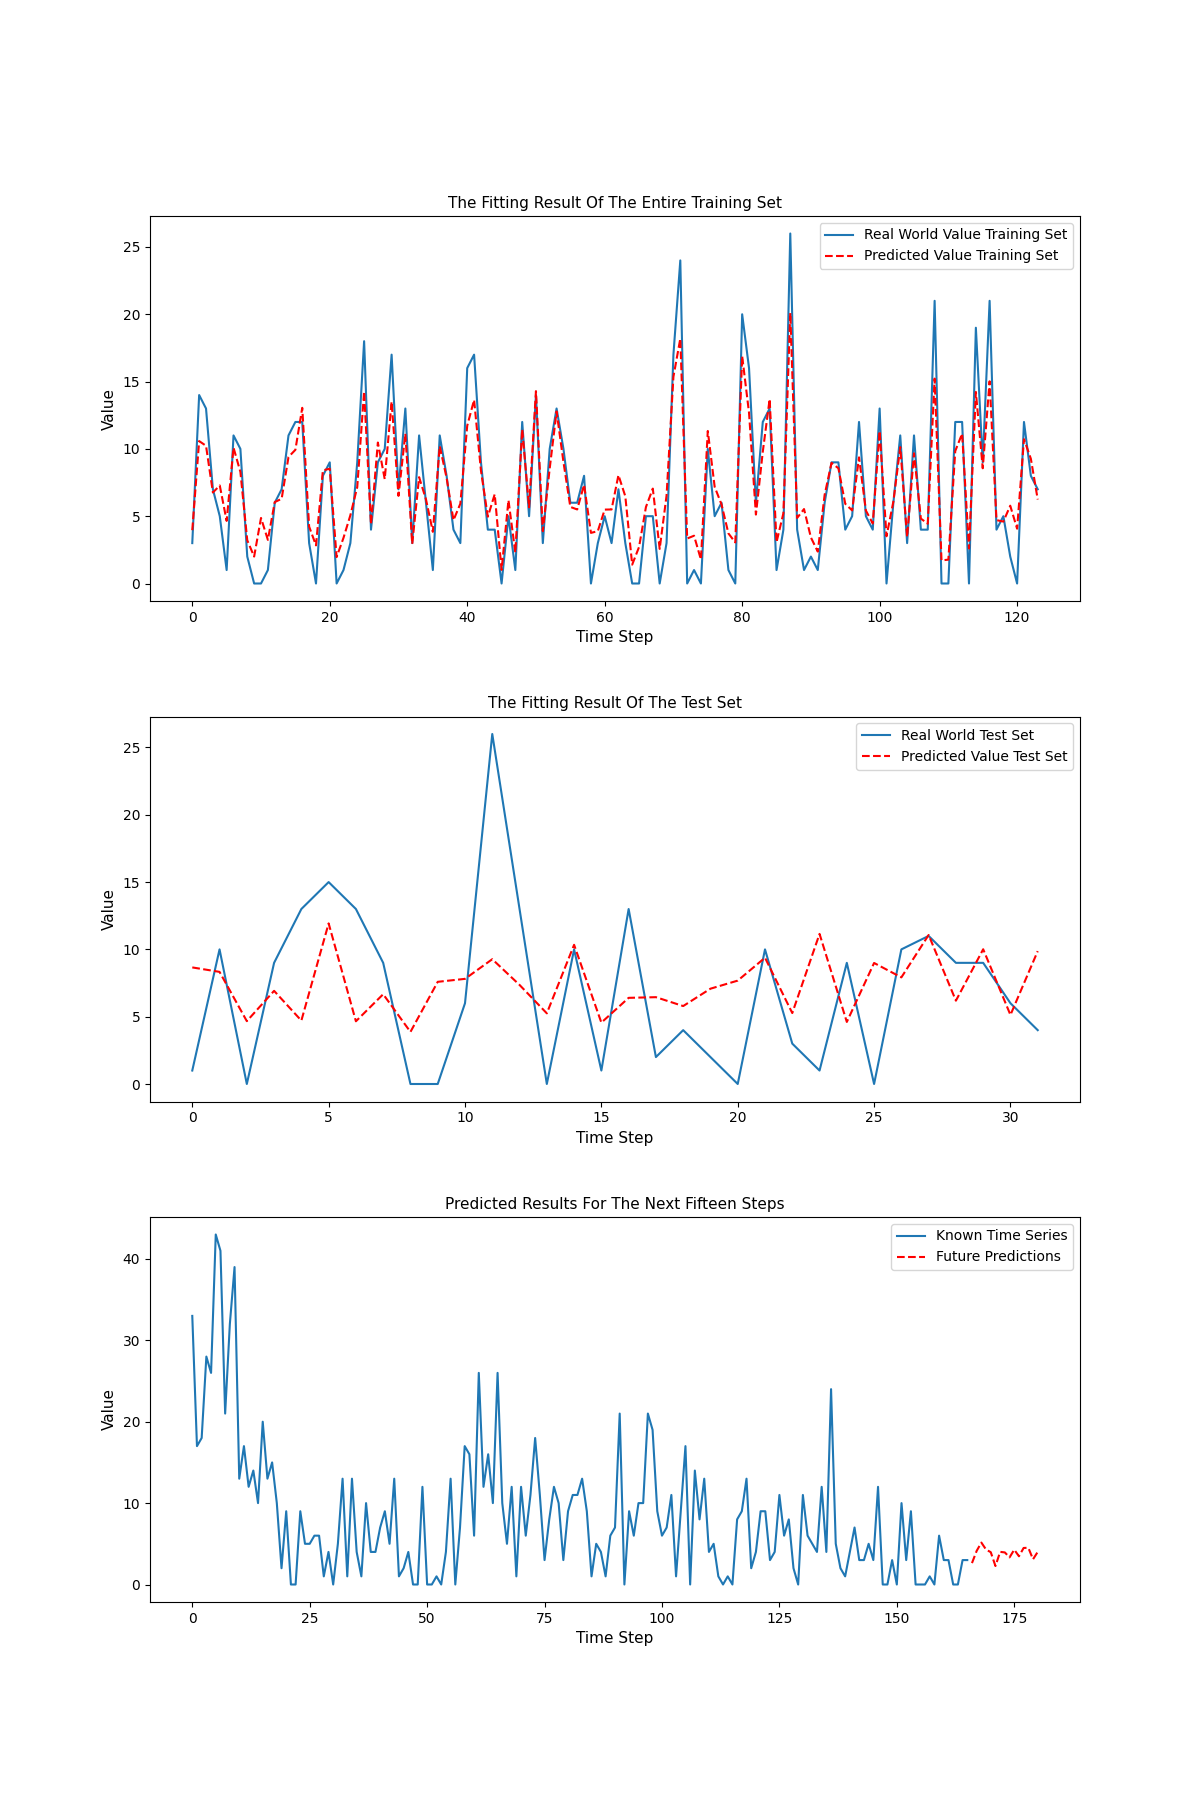 The Fitting Result Of The Entire Training Set
Real World Value Training Set
Predicted Value Training Set
Value
25
20
15
10
5
0
0 20 40 60 80 100 120
Time Step
The Fitting Result Of The Test Set
Real World Test Set
Predicted Value Test Set
Value
25
20
15
10
5
0
0 5 10 15 20 25 30
Time Step
Predicted Results For The Next Fifteen Steps
Known Time Series
Future Predictions
Value
40
30
20
10
0
0 25 50 75 100 125 150 175
Time Step